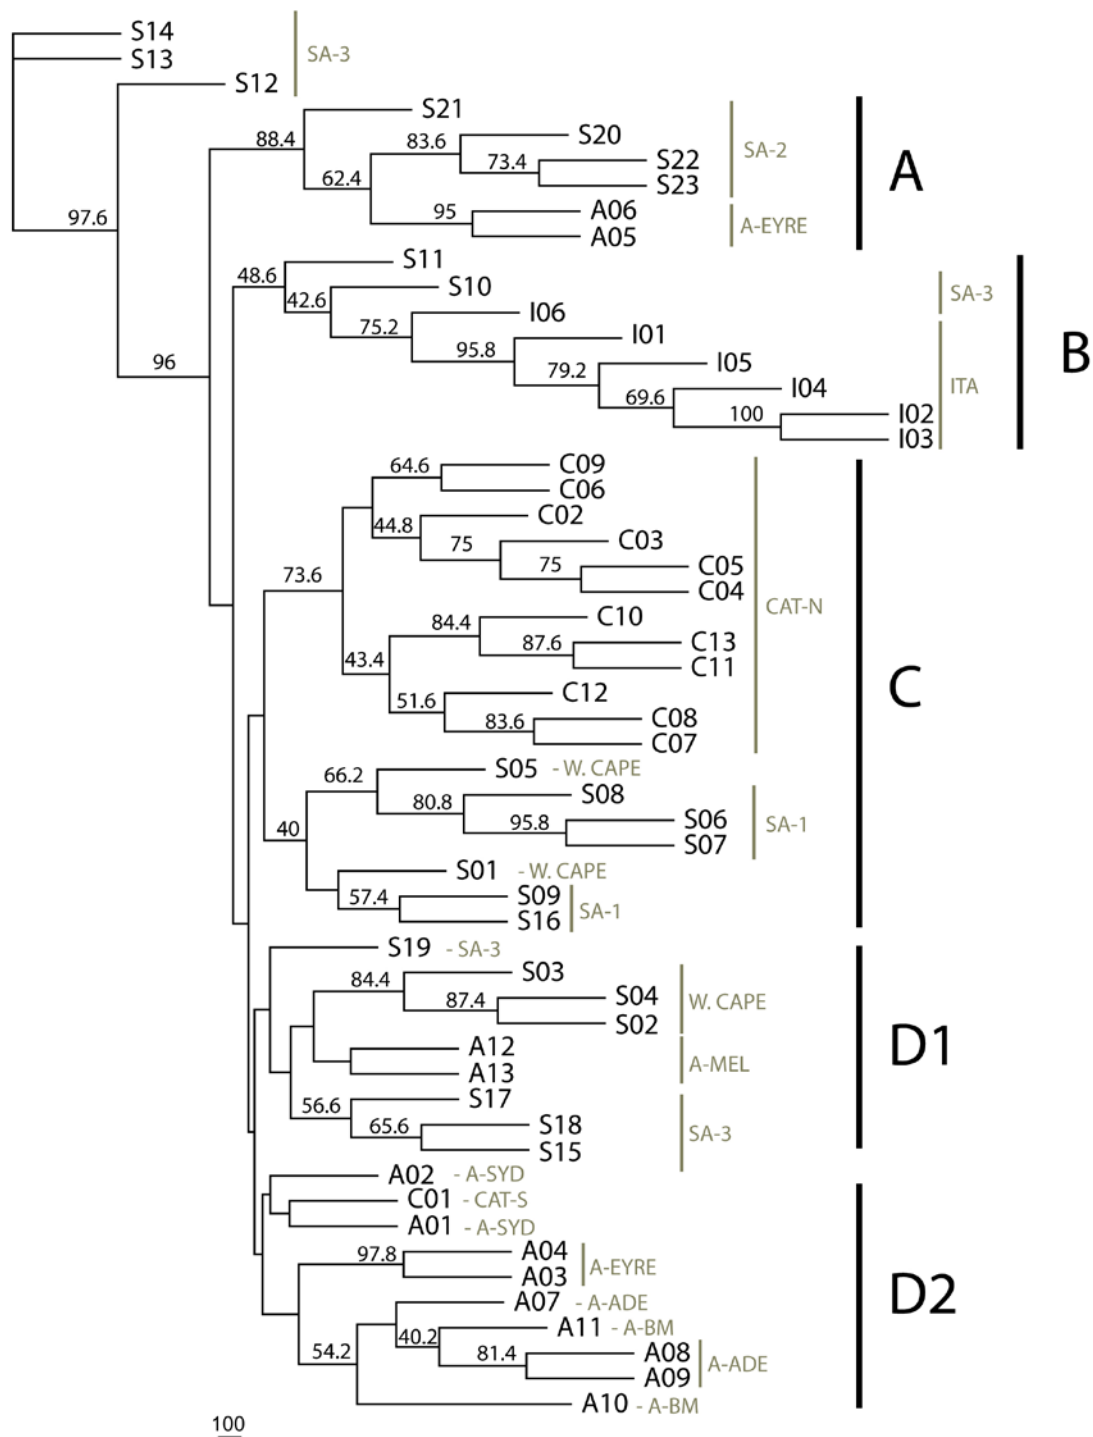 S14
S13
SA-3
S12
S21
88.4
83.6
S20
73.4
S22
S23
SA-2
A
62.4
95
A06
A05
A-EYRE
97.6
S11
48.6
S10
42.6
I06
SA-3
75.2
I01
B
95.8
I05
79.2
I04
ITA
96
69.6
100
I02
I03
64.6
C09
C06
C02
44.8
75
C03
75
C05
C04
73.6
CAT-N
C10
84.4
87.6
C13
C11
43.4
C
C12
51.6
83.6
C08
C07
S05 - W. CAPE
66.2
S08
80.8
95.8
S06
S07
SA-1
40
S01 - W. CAPE
57.4
S09
S16
SA-1
S19 - SA-3
S03
84.4
87.4
S04
S02
W. CAPE
D1
A12
A13
A-MEL
S17
56.6
65.6
S18
S15
SA-3
A02 - A-SYD
C01 - CAT-S
A01 - A-SYD
97.8
A04
A03
A-EYRE
D2
A07 - A-ADE
A11 - A-BM
40.2
54.2
81.4
A08
A09
A-ADE
A10 - A-BM
100